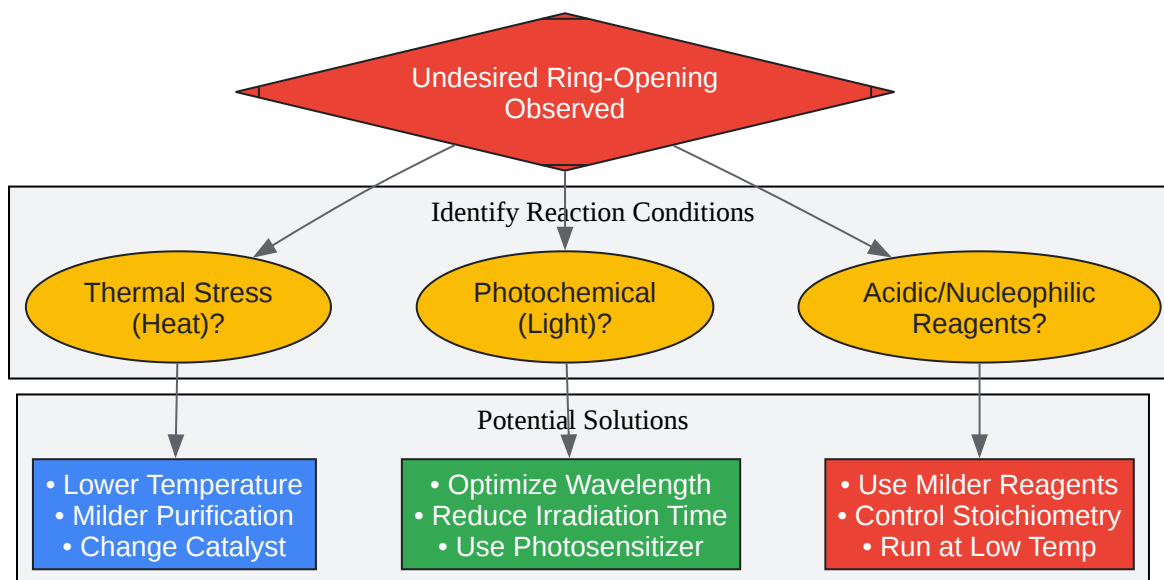 Undesired Ring-Opening
Observed
Identify Reaction Conditions
Thermal Stress
(Heat)?
Photochemical
(Light)?
Acidic/Nucleophilic
Reagents?
Potential Solutions
• Lower Temperature
• Milder Purification
• Change Catalyst
• Optimize Wavelength
• Reduce Irradiation Time
• Use Photosensitizer
• Use Milder Reagents
• Control Stoichiometry
• Run at Low Temp